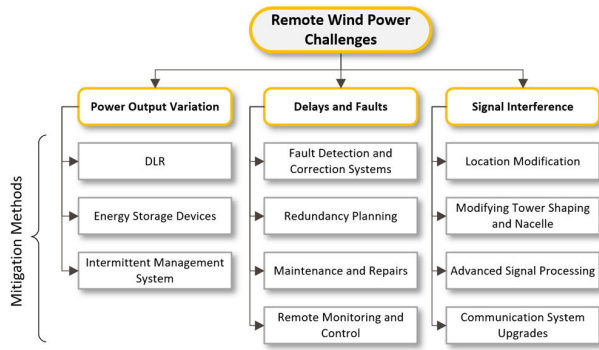 Remote Wind Power
Challenges
Power Output Variation
Delays and Faults
Signal Interference
Mitigation Methods
DLR
Energy Storage Devices
Intermittent Management
System
Fault Detection and
Correction Systems
Redundancy Planning
Maintenance and Repairs
Remote Monitoring and
Control
Location Modification
Modifying Tower Shaping
and Nacelle
Advanced Signal Processing
Communication System
Upgrades